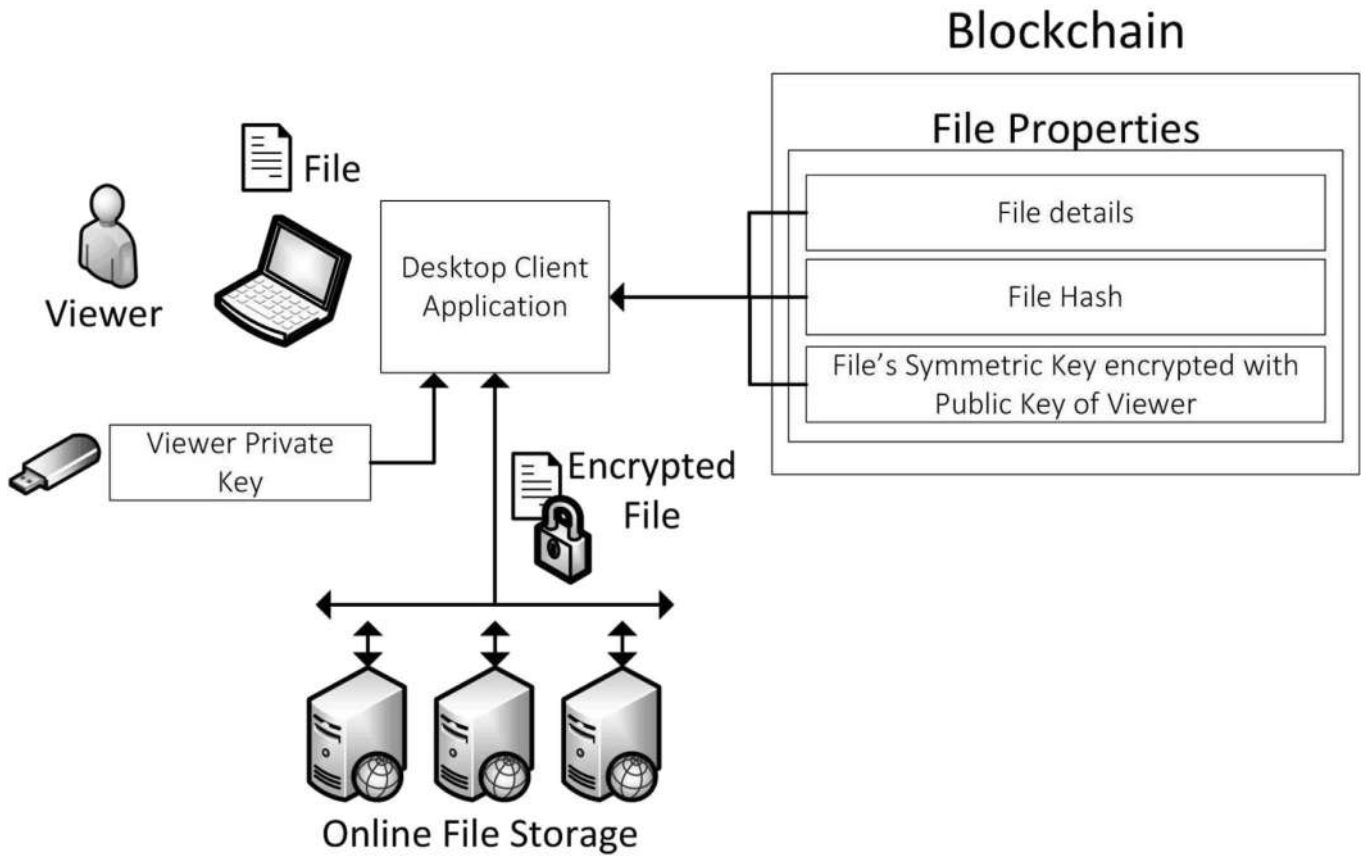 Blockchain
File Properties
File details
File Hash
File's Symmetric Key encrypted with
Public Key of Viewer
File
Viewer
Desktop Client
Application
Viewer Private
Key
Encrypted
File
Online File Storage